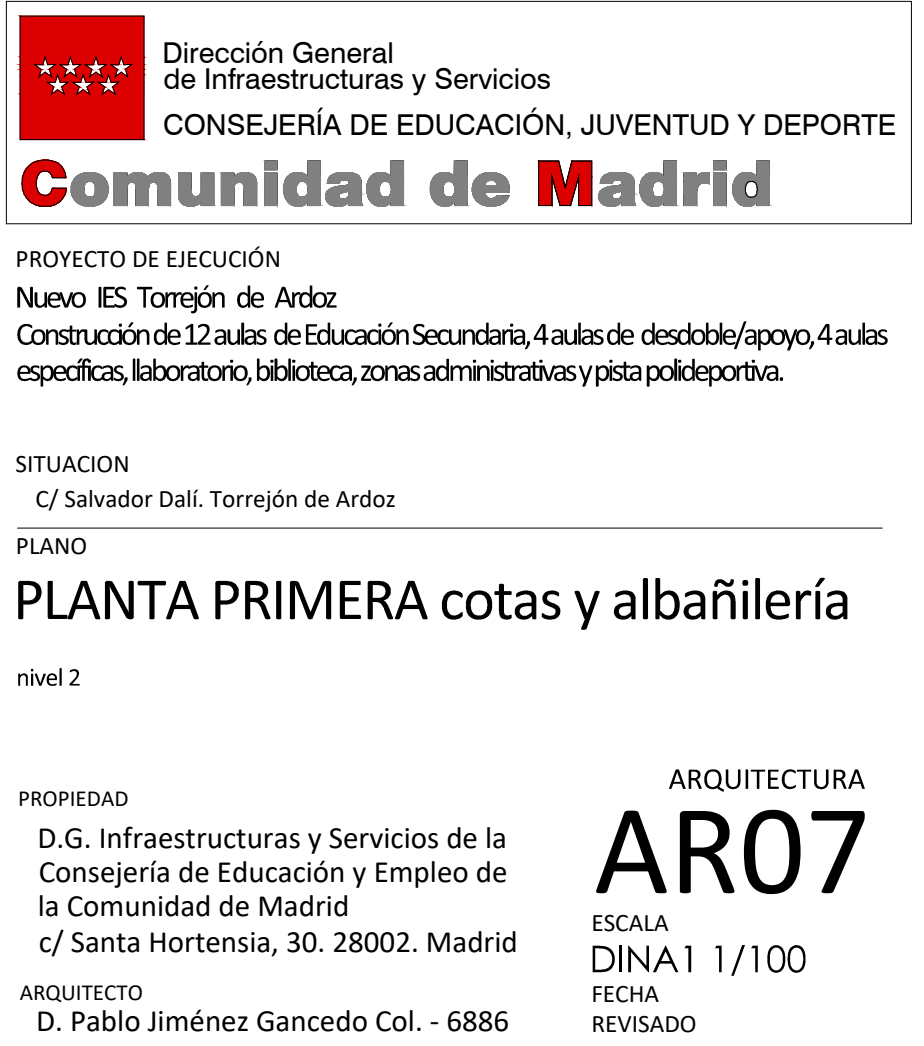 Dirección General
de Infraestructuras y Servicios
CONSEJERÍA DE EDUCACIÓN, JUVENTUD Y DEPORTE
Comunidad de Madrid
PROYECTO DE EJECUCIÓN
Nuevo IES Torrejón de Ardoz
Construcción de 12 aulas de Educación Secundaria, 4 aulas de desdoble/apoyo, 4 aulas
específicas, llaboratorio, biblioteca, zonas administrativas y pista polideportiva.
SITUACION
C/ Salvador Dalí. Torrejón de Ardoz
PLANO
PLANTA PRIMERA cotas y albañilería
nivel 2
PROPIEDAD
D.G. Infraestructuras y Servicios de la
Consejería de Educación y Empleo de
la Comunidad de Madrid
c/ Santa Hortensia, 30. 28002. Madrid
ARQUITECTO
D. Pablo Jiménez Gancedo Col. - 6886
ARQUITECTURA
AR07
ESCALA
DINA1 1/100
FECHA
REVISADO